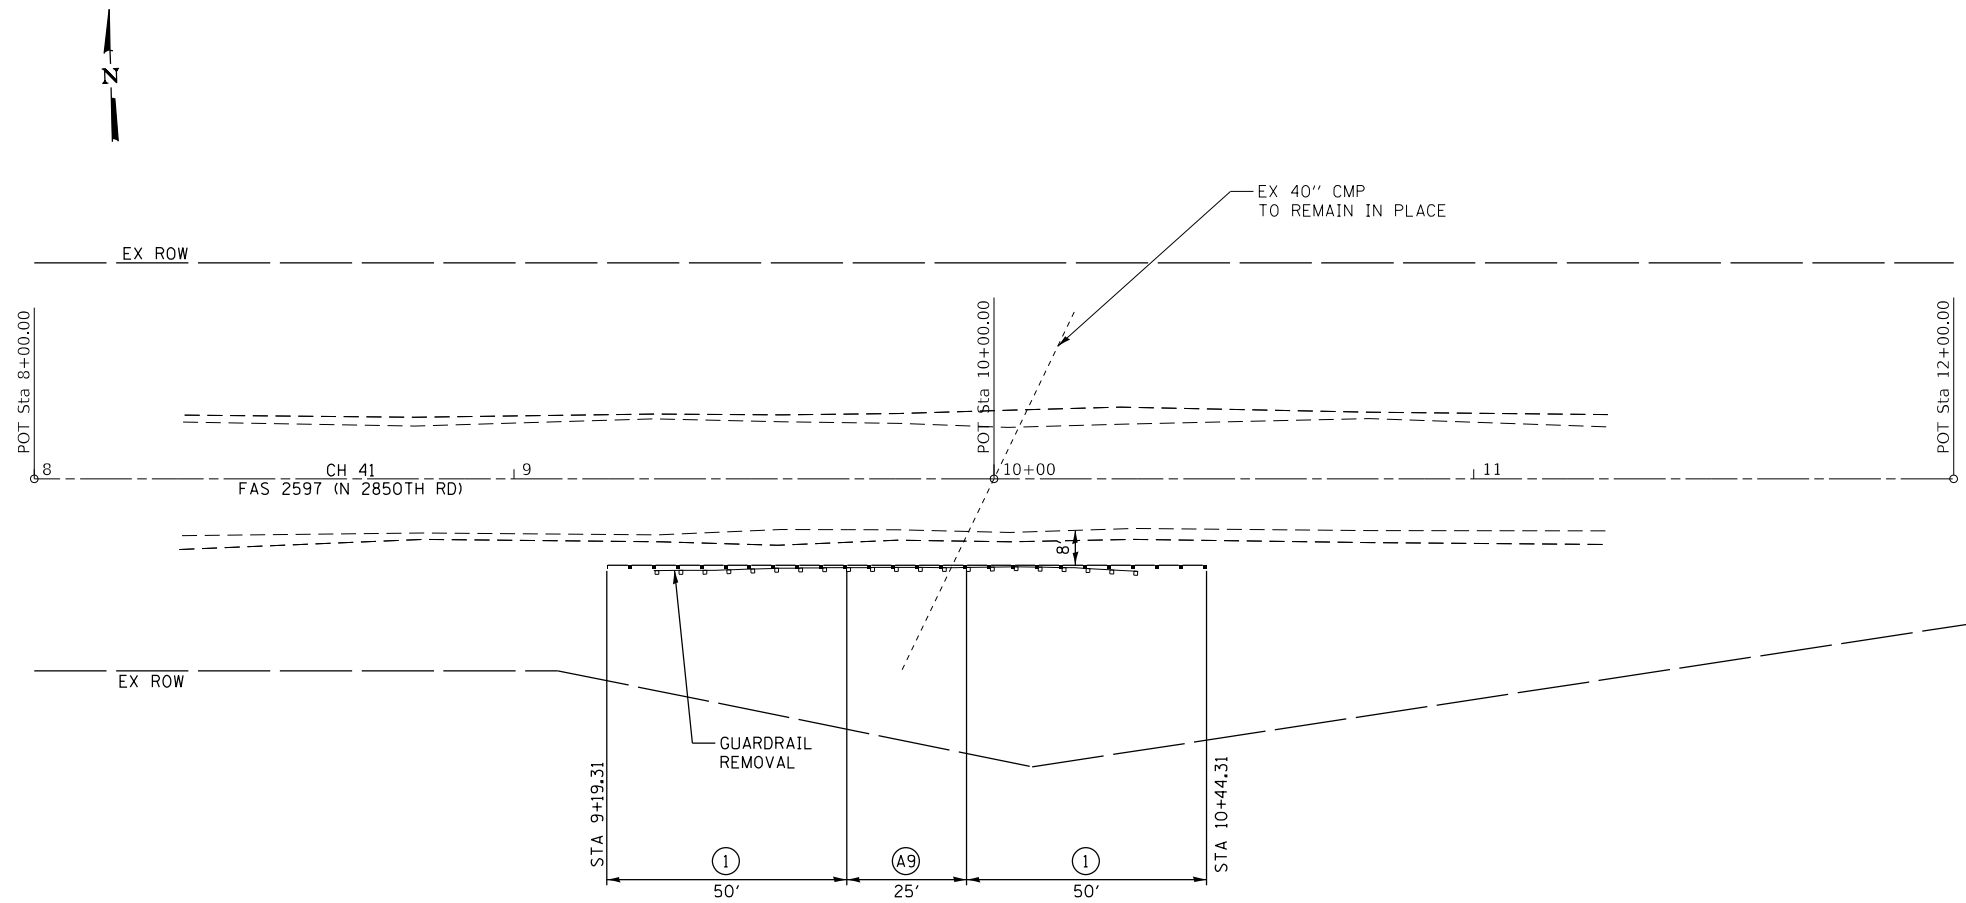 N
EX 40'' CMP
TO REMAIN IN PLACE
EX ROW
POT Sta 8+00.00
POT Sta 10+00.00
POT Sta 12+00.00
8
CH 41
9
10+00
11
FAS 2597 (N 2850TH RD)
8'
EX ROW
GUARDRAIL
REMOVAL
STA 9+19.31
STA 10+44.31
1
A9
1
50'
25'
50'